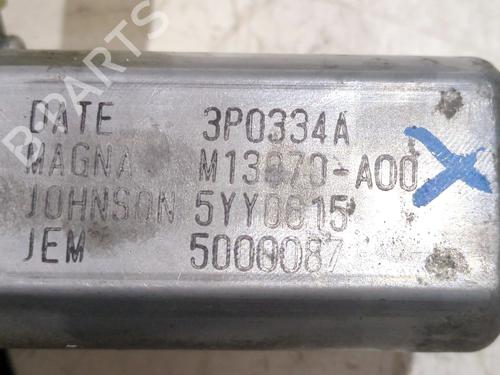 BPARTS
DATE 3P0334A
MAGNA M13870-A00
JOHNSON 5YY0615
JEM 5000087